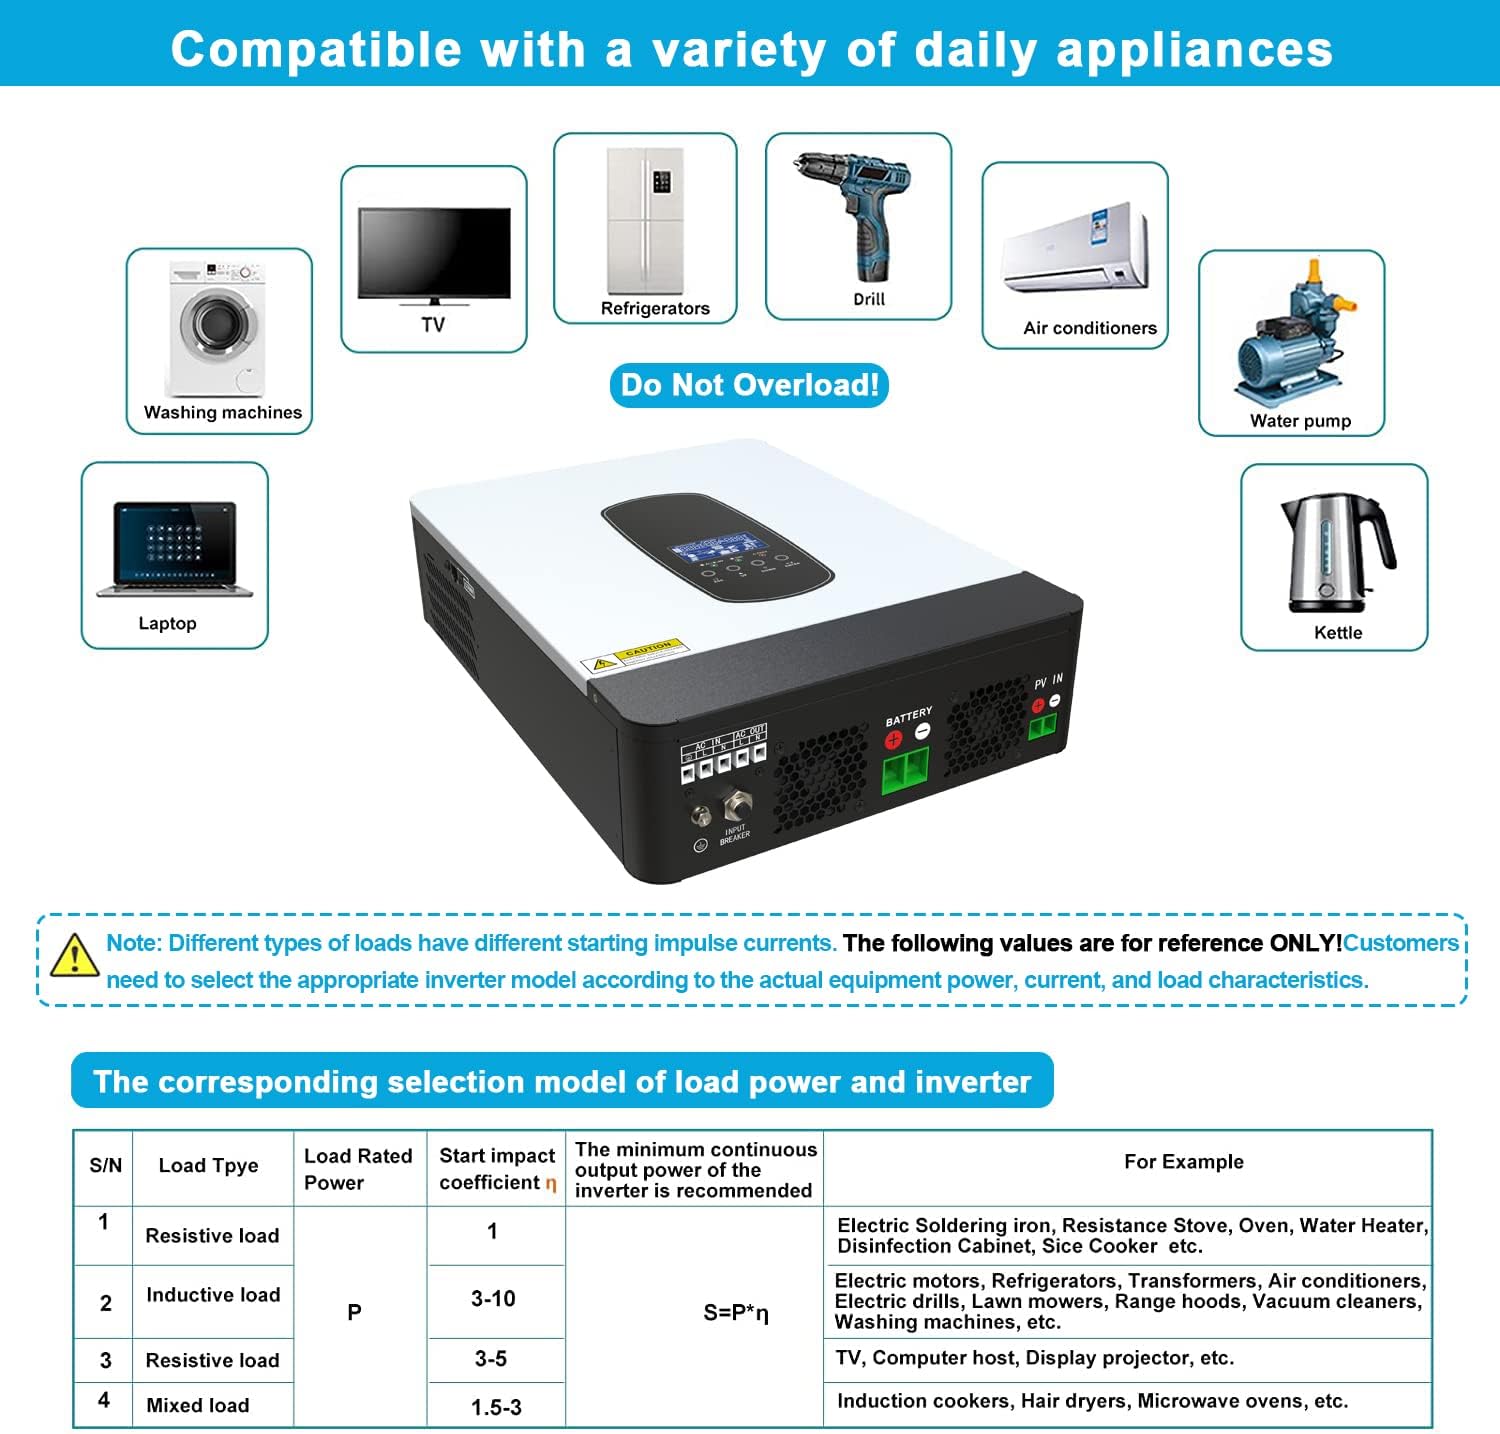 Compatible with a variety of daily appliances
Washing machines
TV
Refrigerators
Drill
Air conditioners
Water pump
Laptop
Kettle
Do Not Overload!
CAUTION
AC IN
AC OUT
L N L N
INPUT
BREAKER
BATTERY
+ −
PV IN
+ −
Note: Different types of loads have different starting impulse currents. The following values are for reference ONLY!Customers
need to select the appropriate inverter model according to the actual equipment power, current, and load characteristics.
The corresponding selection model of load power and inverter
S/N
Load Tpye
Load Rated
Power
Start impact
coefficient η
The minimum continuous
output power of the
inverter is recommended
For Example
1
Resistive load
1
Electric Soldering iron, Resistance Stove, Oven, Water Heater,
Disinfection Cabinet, Sice Cooker etc.
2
Inductive load
P
3-10
S=P*η
Electric motors, Refrigerators, Transformers, Air conditioners,
Electric drills, Lawn mowers, Range hoods, Vacuum cleaners,
Washing machines, etc.
3
Resistive load
3-5
TV, Computer host, Display projector, etc.
4
Mixed load
1.5-3
Induction cookers, Hair dryers, Microwave ovens, etc.